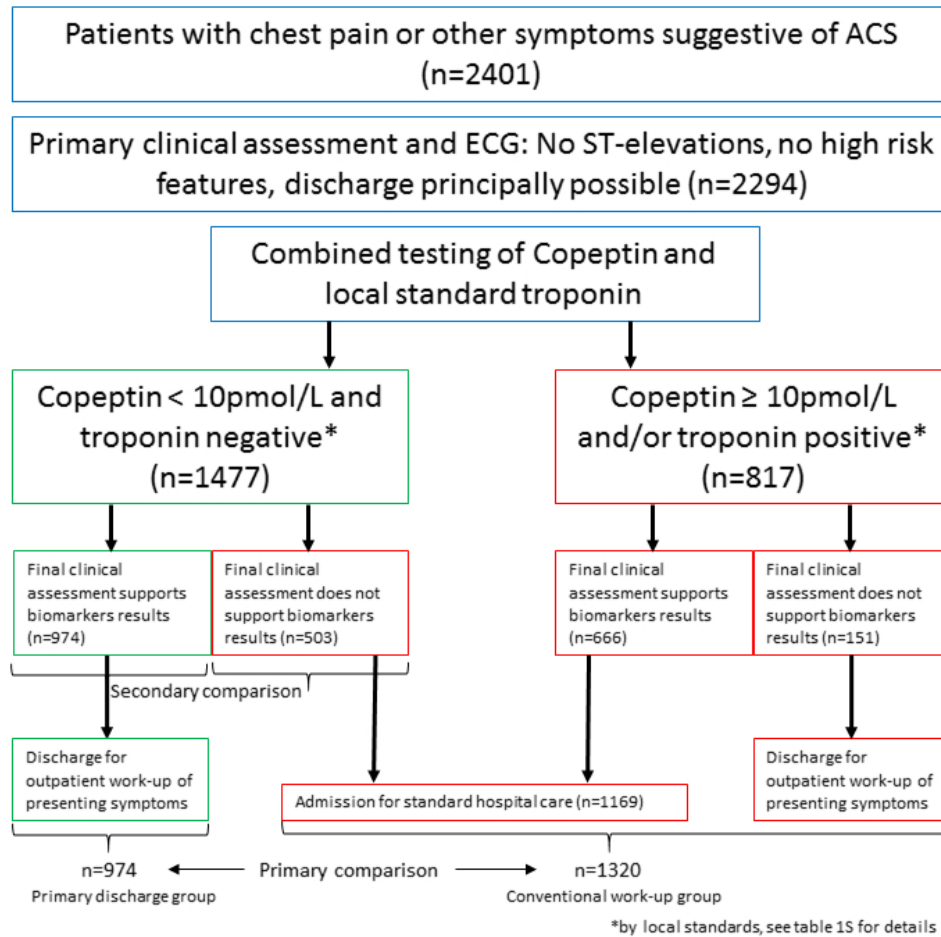 Patients with chest pain or other symptoms suggestive of ACS
(n=2401)
Primary clinical assessment and ECG: No ST-elevations, no high risk
features, discharge principally possible (n=2294)
Combined testing of Copeptin and
local standard troponin
Copeptin < 10pmol/L and
troponin negative*
(n=1477)
Copeptin ≥ 10pmol/L
and/or troponin positive*
(n=817)
Final clinical
assessment supports
biomarkers results
(n=974)
Final clinical
assessment does not
support biomarkers
results (n=503)
Final clinical
assessment supports
biomarkers results
(n=666)
Final clinical
assessment does not
support biomarkers
results (n=151)
Secondary comparison
Discharge for
outpatient work-up of
presenting symptoms
Admission for standard hospital care (n=1169)
Discharge for
outpatient work-up of
presenting symptoms
n=974
Primary discharge group
Primary comparison
n=1320
Conventional work-up group
*by local standards, see table 1S for details